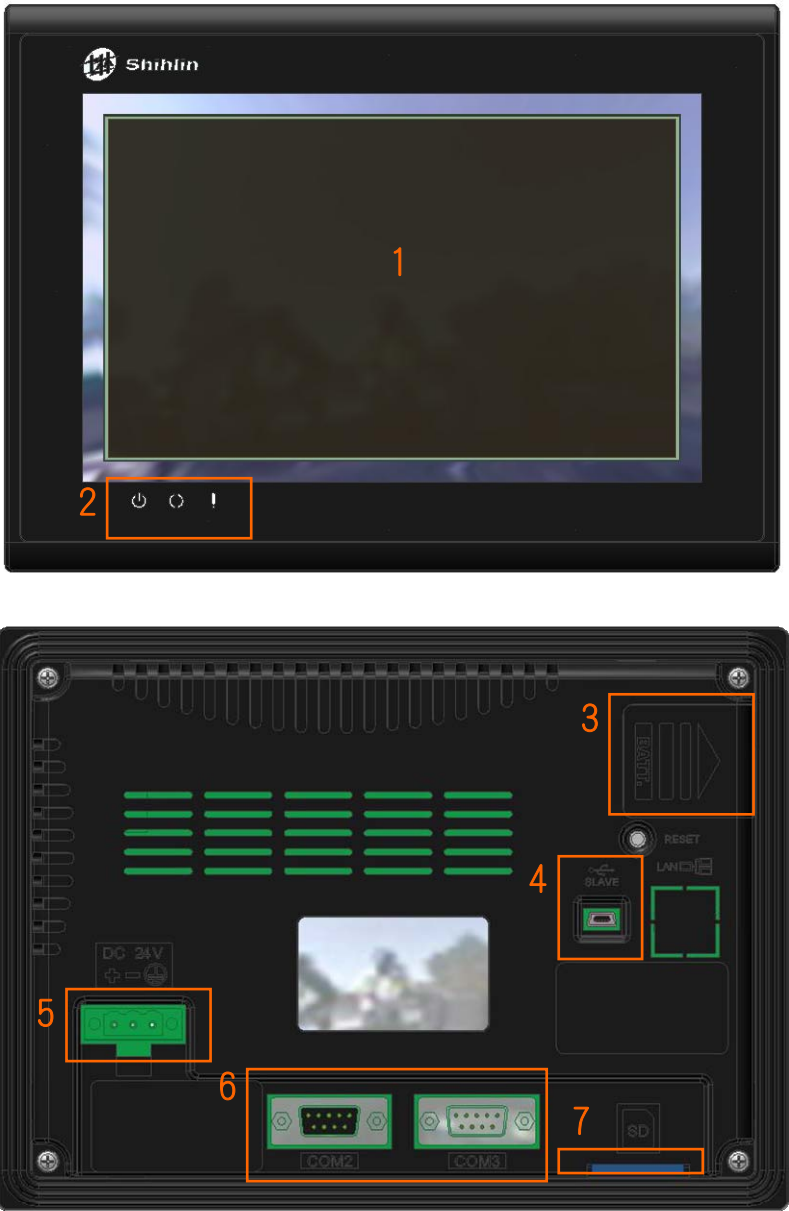 Shihlin
1
2
3
BATT.
RESET
4
SLAVE
LAN
DC 24V
5
6
7
SD
COM2
COM3